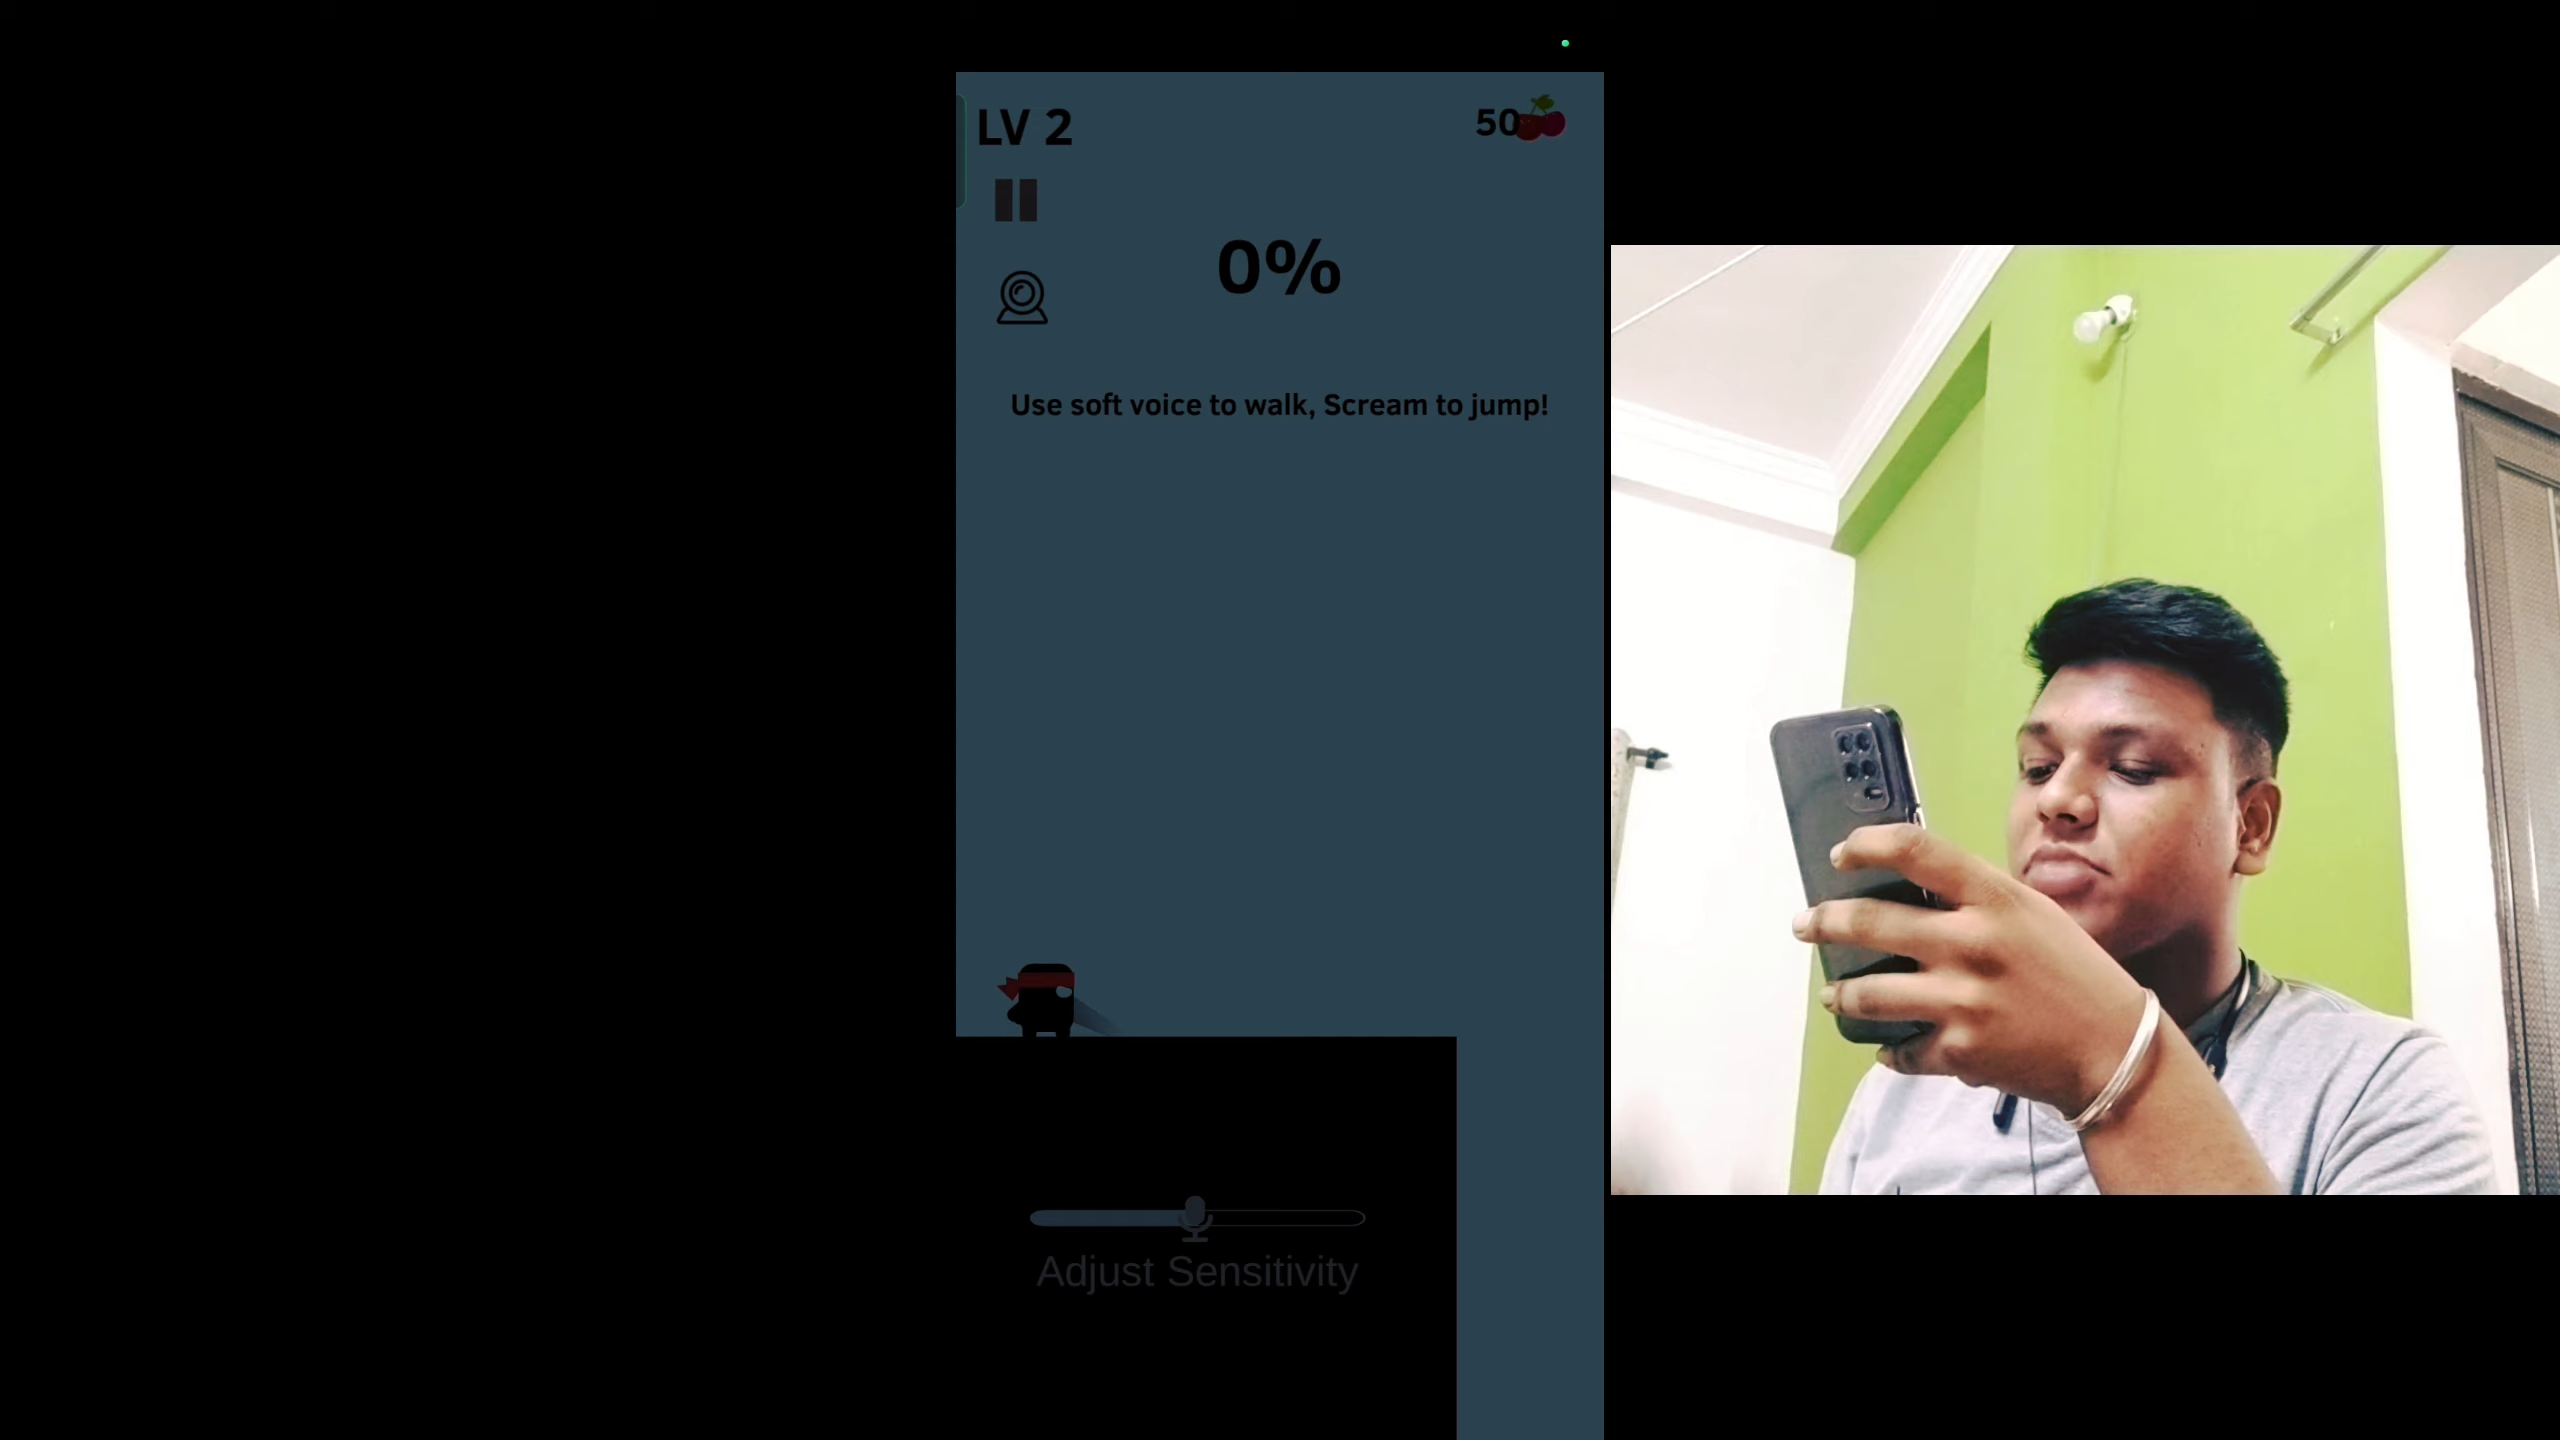 LV 2
50
0%
Use soft voice to walk, Scream to jump!
Adjust Sensitivity